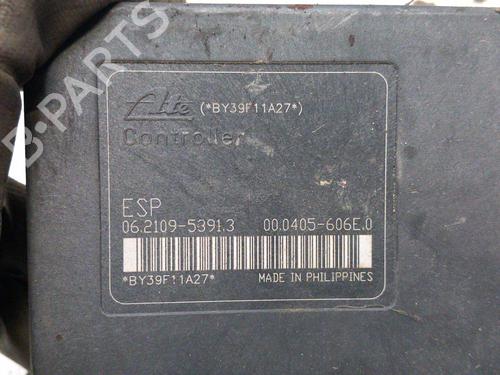 Ate (*BY39F11A27*)
Controller
ESP
06.2109-5391.3 00.0405-606E.0
*BY39F11A27* MADE IN PHILIPPINES
B-PARTS